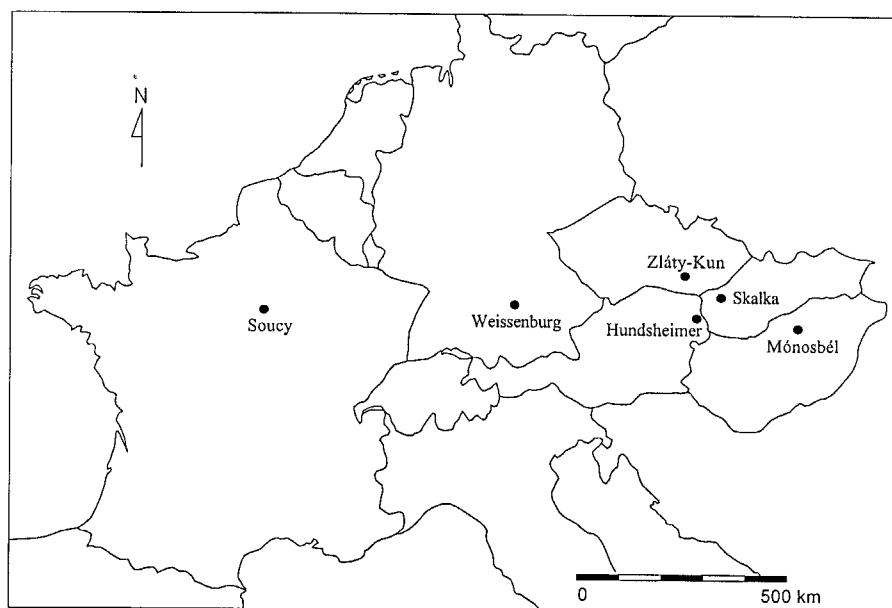 N
Zláty-Kun
Skalka
Soucy
Weissenburg
Hundsheimer
Mónosbél
0
500 km